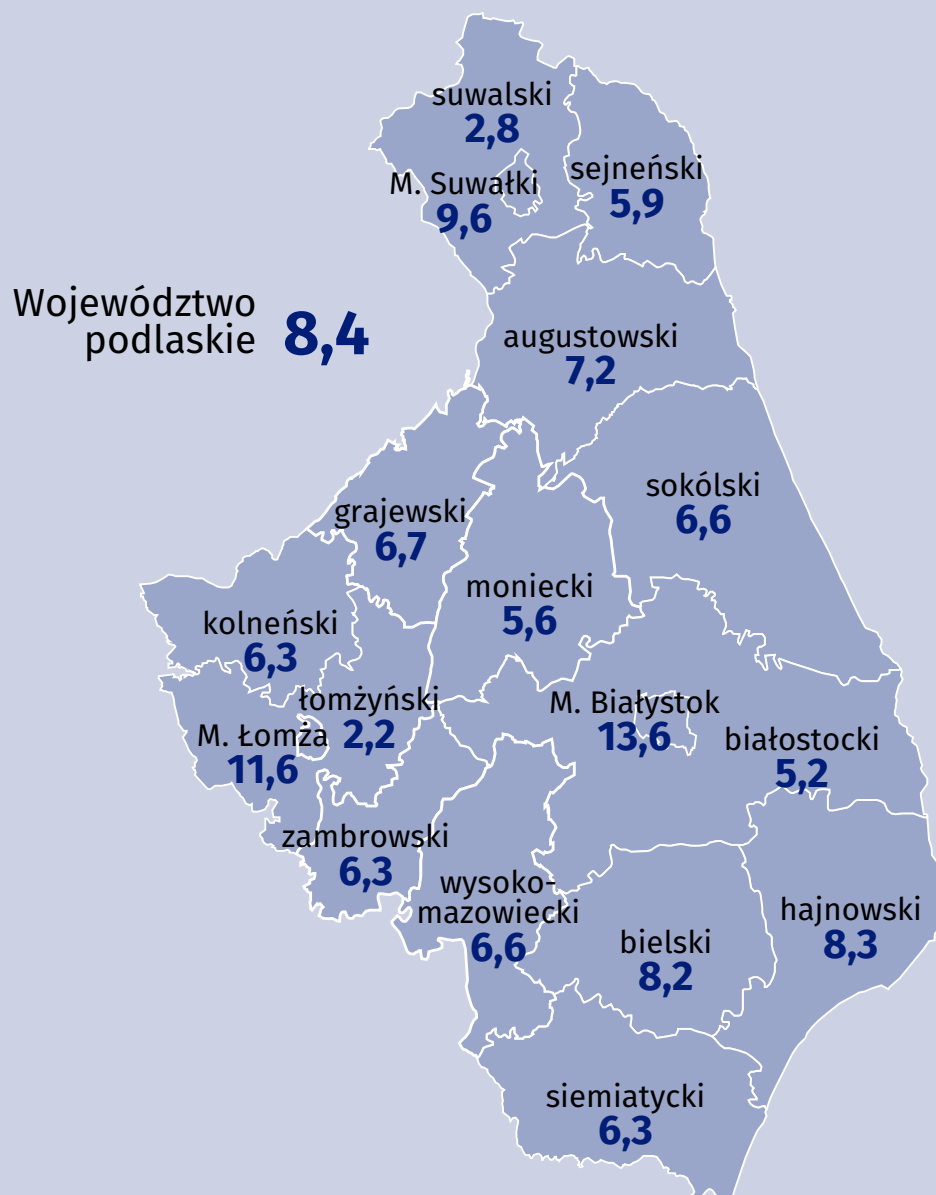 suwalski
2,8
M. Suwałki
9,6
sejneński
5,9
Województwo
podlaskie
8,4
augustowski
7,2
sokólski
6,6
grajewski
6,7
moniecki
5,6
kolneński
6,3
łomżyński
2,2
M. Łomża
11,6
M. Białystok
13,6
białostocki
5,2
zambrowski
6,3
wysoko-
mazowiecki
6,6
hajnowski
8,3
bielski
8,2
siemiatycki
6,3